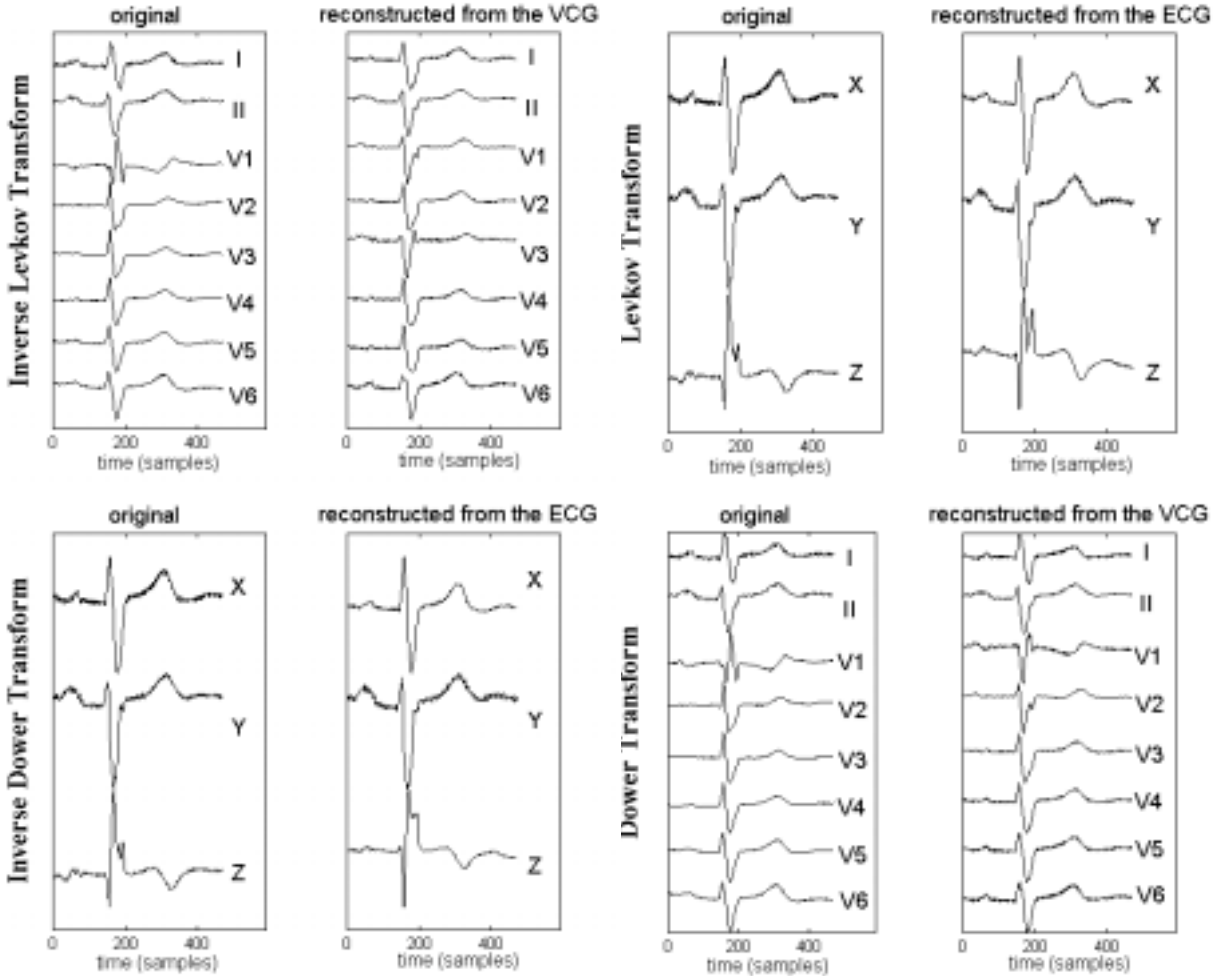 original
reconstructed from the VCG
Inverse Levkov Transform
I
II
V1
V2
V3
V4
V5
V6
0 200 400
time (samples)
I
II
V1
V2
V3
V4
V5
V6
0 200 400
time (samples)
original
reconstructed from the ECG
Levkov Transform
X
Y
Z
0 200 400
time (samples)
X
Y
Z
0 200 400
time (samples)
original
reconstructed from the ECG
Inverse Dower Transform
X
Y
Z
0 200 400
time (samples)
X
Y
Z
0 200 400
time (samples)
original
reconstructed from the VCG
Dower Transform
I
II
V1
V2
V3
V4
V5
V6
0 200 400
time (samples)
I
II
V1
V2
V3
V4
V5
V6
0 200 400
time (samples)